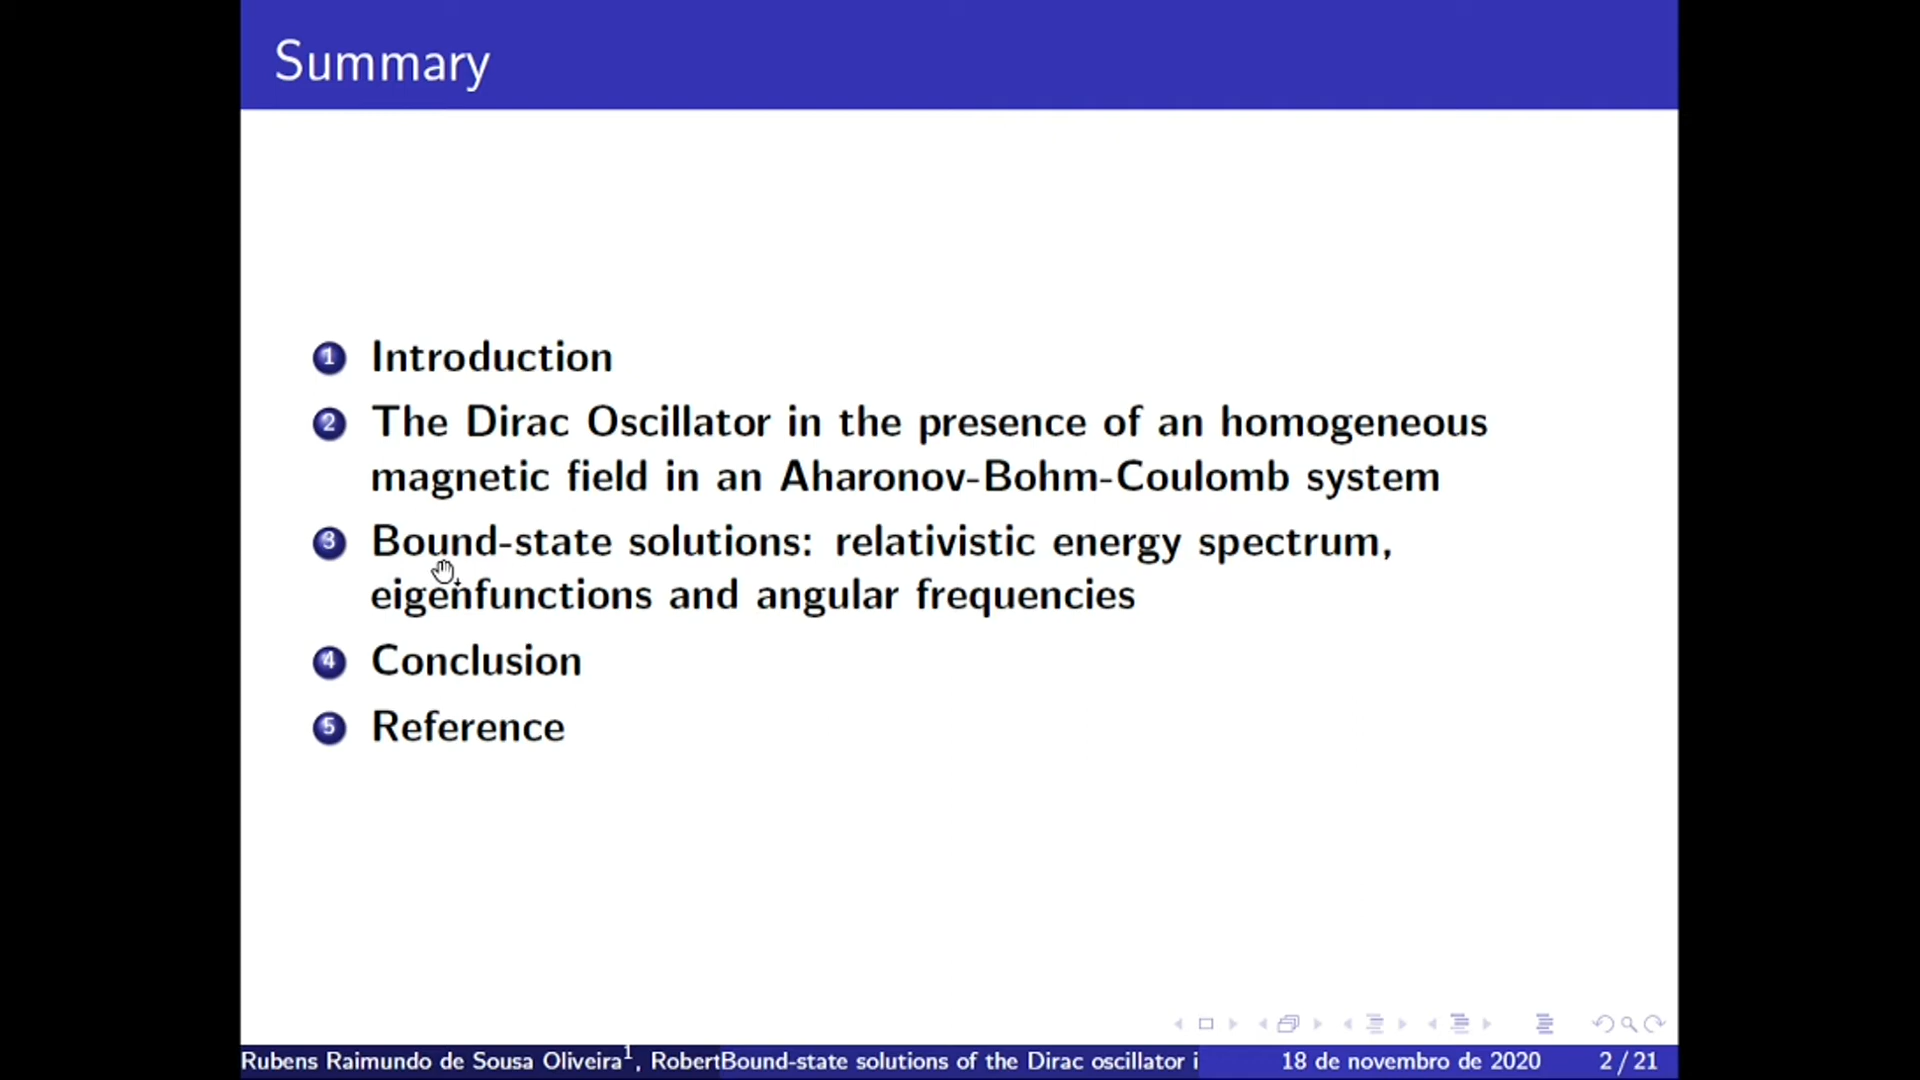 Summary
1 Introduction
2 The Dirac Oscillator in the presence of an homogeneous
magnetic field in an Aharonov-Bohm-Coulomb system
3 Bound-state solutions: relativistic energy spectrum,
eigenfunctions and angular frequencies
4 Conclusion
5 Reference
Rubens Raimundo de Sousa Oliveira¹, Robert Bound-state solutions of the Dirac oscillator i 18 de novembro de 2020 2 / 21